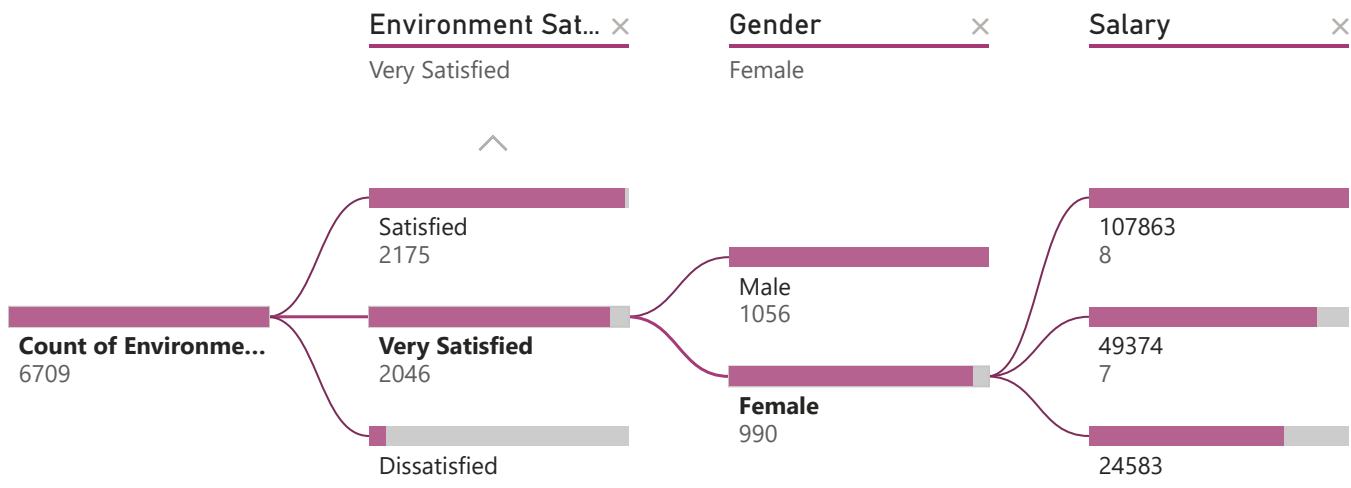 Environment Sat...
Gender
Salary
Very Satisfied
Female
Satisfied
2175
Male
1056
107863
8
Count of Environme...
6709
Very Satisfied
2046
49374
7
Female
990
Dissatisfied
24583